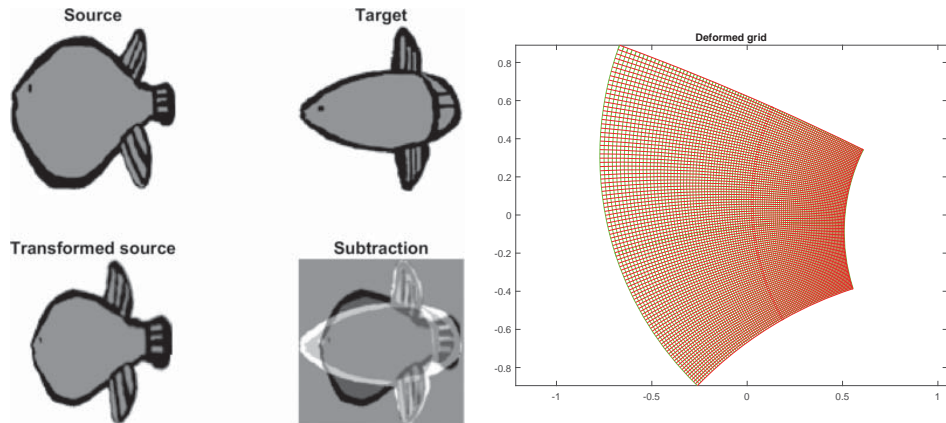 Source
Target
Transformed source
Subtraction
Deformed grid
0.8
0.6
0.4
0.2
0
-0.2
-0.4
-0.6
-0.8
-1
-0.5
0
0.5
1